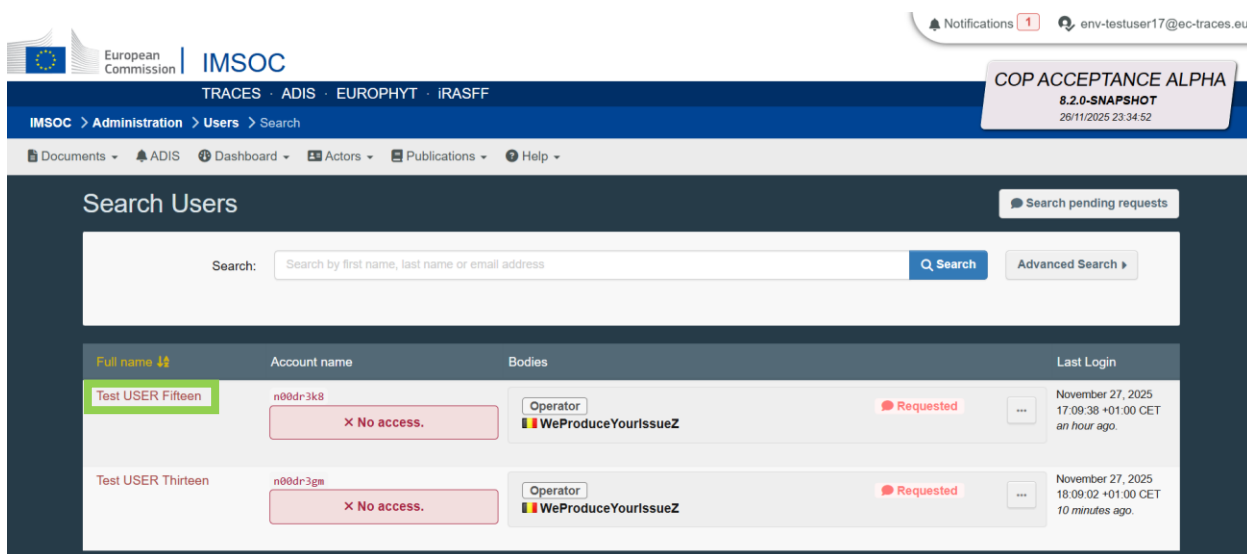 Notifications 1 env-testuser17@ec-traces.eu
European
Commission
IMSOC
TRACES · ADIS · EUROPHYT · iRASFF
COP ACCEPTANCE ALPHA
8.2.0-SNAPSHOT
26/11/2025 23:34:52
IMSOC > Administration > Users > Search
Documents ADIS Dashboard Actors Publications Help
Search Users
Search pending requests
Search: Search by first name, last name or email address Search Advanced Search
Full name Account name Bodies Last Login
Test USER Fifteen
n00dr3k8
× No access.
Operator
WeProduceYourIssueZ
Requested
...
November 27, 2025
17:09:38 +01:00 CET
an hour ago.
Test USER Thirteen
n00dr3gm
× No access.
Operator
WeProduceYourIssueZ
Requested
...
November 27, 2025
18:09:02 +01:00 CET
10 minutes ago.